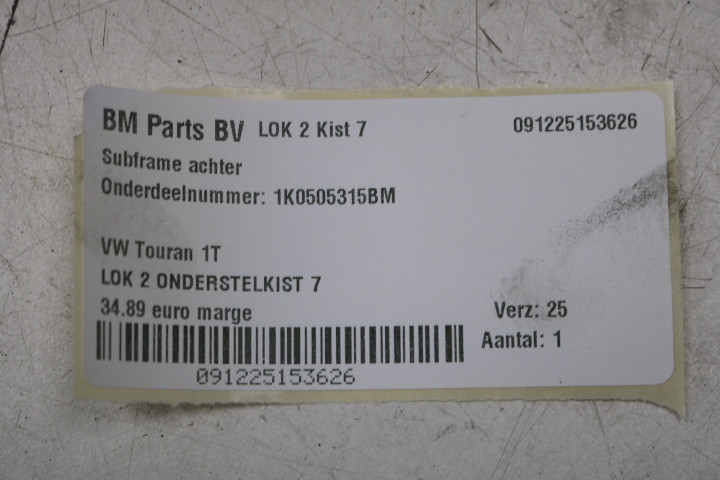 BM Parts BV LOK 2 Kist 7 091225153626
Subframe achter
Onderdeelnummer: 1K0505315BM
VW Touran 1T
LOK 2 ONDERSTELKIST 7
34.89 euro marge Verz: 25
Aantal: 1
091225153626